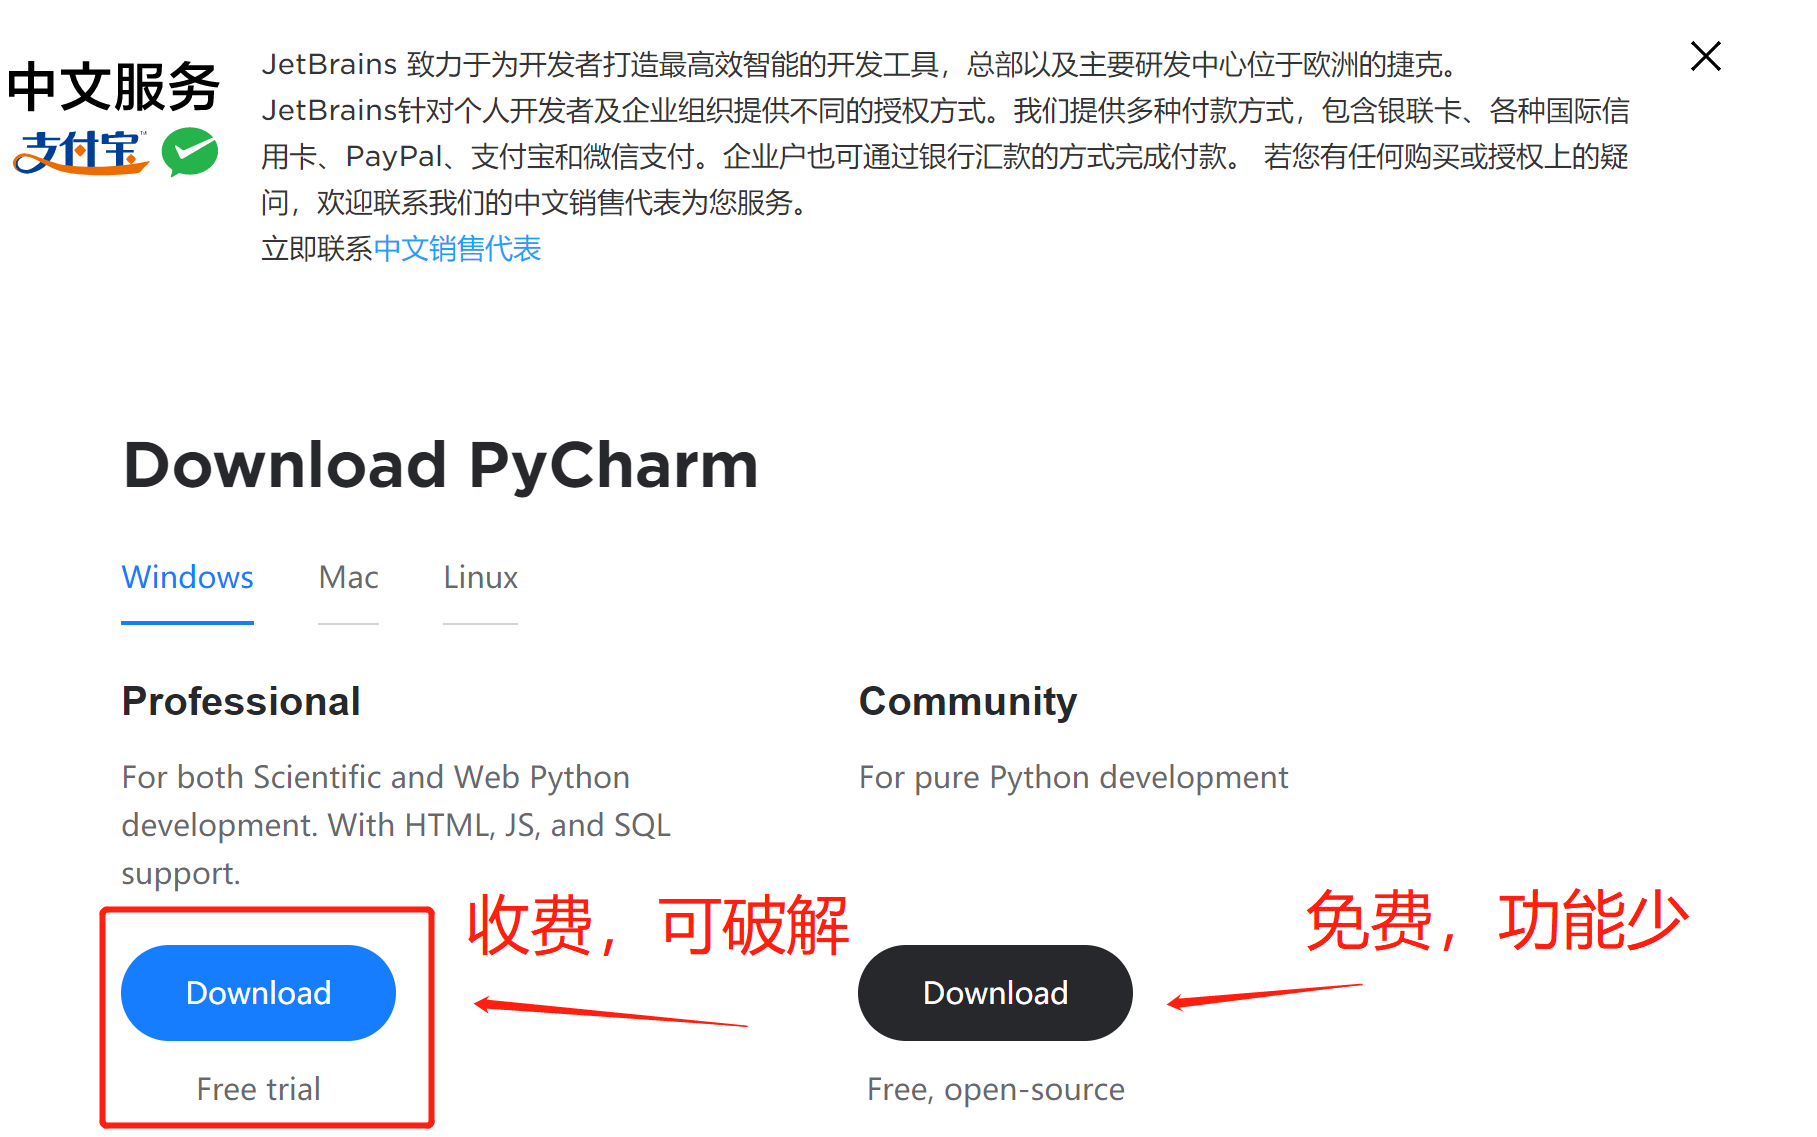 中文服务
支付宝
JetBrains 致力于为开发者打造最高效智能的开发工具，总部以及主要研发中心位于欧洲的捷克。
JetBrains针对个人开发者及企业组织提供不同的授权方式。我们提供多种付款方式，包含银联卡、各种国际信
用卡、PayPal、支付宝和微信支付。企业户也可通过银行汇款的方式完成付款。 若您有任何购买或授权上的疑
问，欢迎联系我们的中文销售代表为您服务。
立即联系中文销售代表
Download PyCharm
Windows
Mac
Linux
Professional
For both Scientific and Web Python
development. With HTML, JS, and SQL
support.
收费，可破解
Download
Free trial
Community
For pure Python development
免费，功能少
Download
Free, open-source